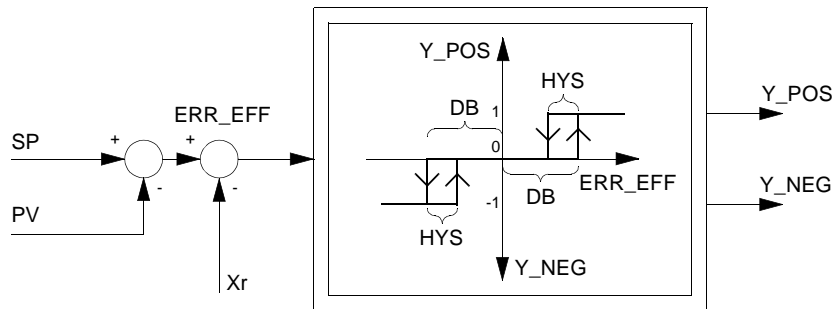 Y_POS
HYS
DB
ERR_EFF
Y_POS
SP
+
+
1
0
-
-
ERR_EFF
Y_NEG
DB
PV
-1
HYS
Y_NEG
Xr